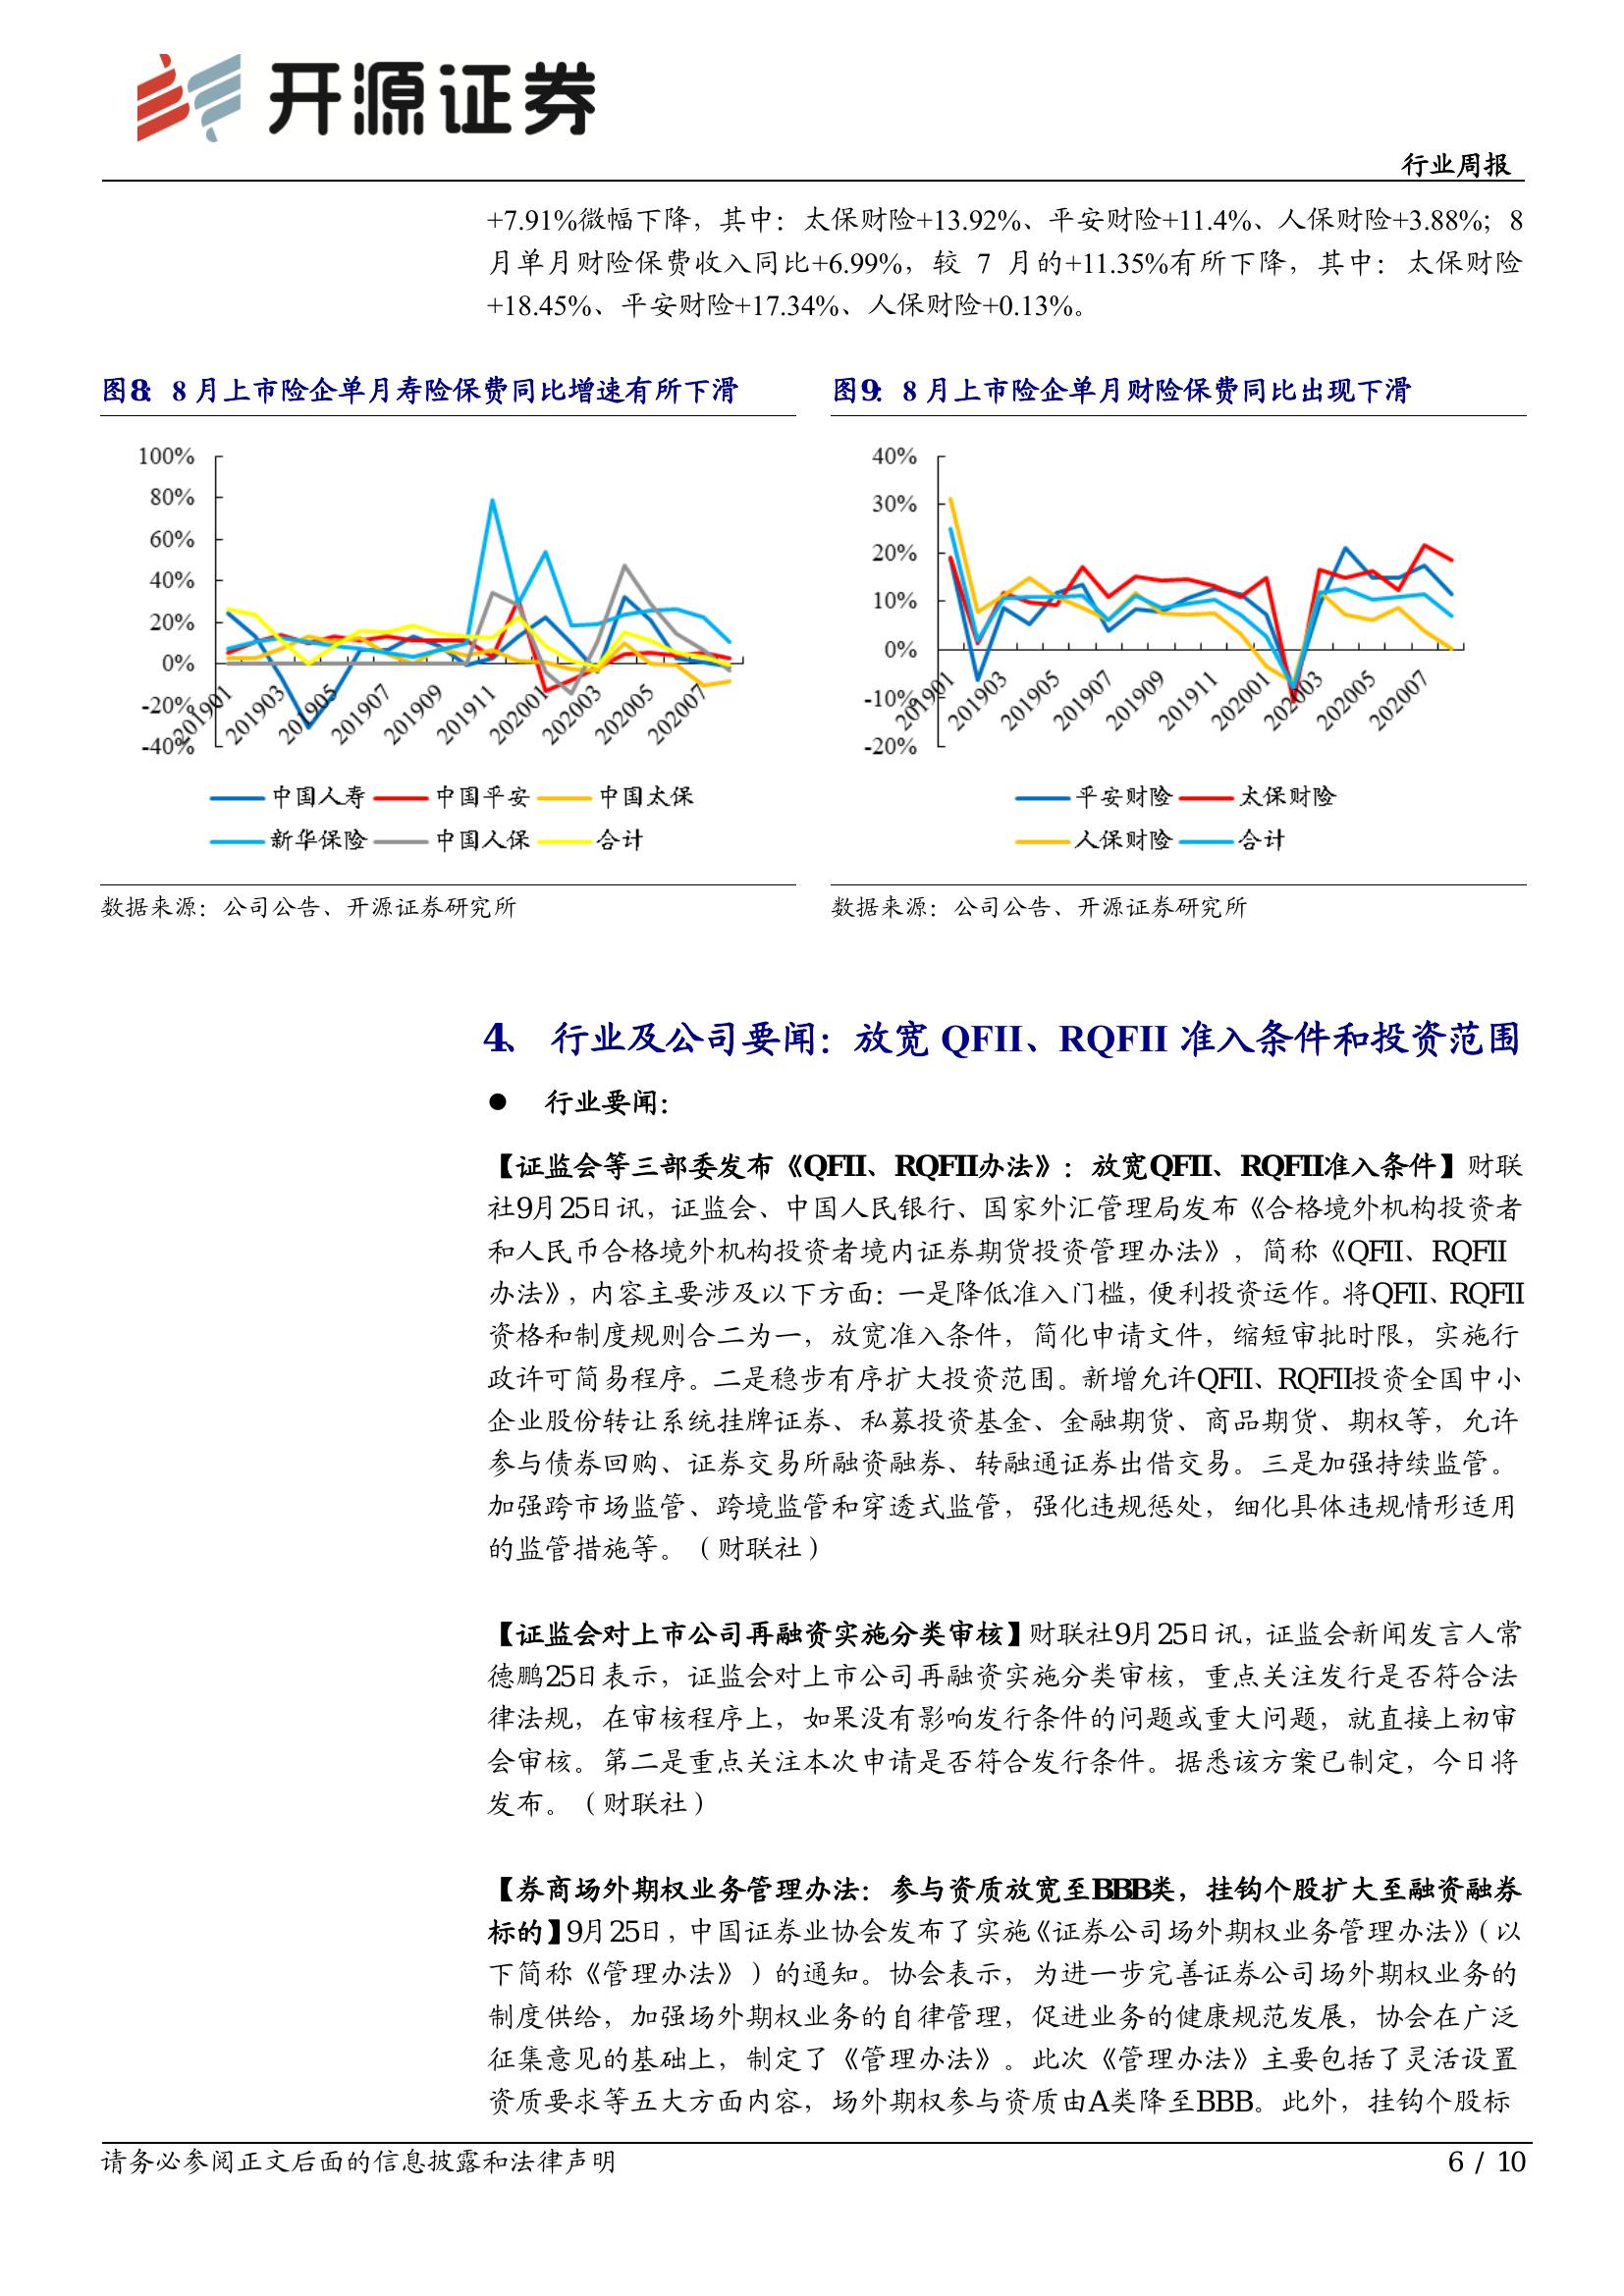 开源证券
行业周报
+7.91%微幅下降，其中：太保财险+13.92%、平安财险+11.4%、人保财险+3.88%；8
月单月财险保费收入同比+6.99%，较 7 月的+11.35%有所下降，其中：太保财险
+18.45%、平安财险+17.34%、人保财险+0.13%。
图8：8 月上市险企单月寿险保费同比增速有所下滑
100%
80%
60%
40%
20%
0%
-20%
-40%
201901
201903
201905
201907
201909
201911
202001
202003
202005
202007
中国人寿 中国平安 中国太保
新华保险 中国人保 合计
数据来源：公司公告、开源证券研究所
图9：8 月上市险企单月财险保费同比出现下滑
40%
30%
20%
10%
0%
-10%
-20%
201901
201903
201905
201907
201909
201911
202001
202003
202005
202007
平安财险 太保财险
人保财险 合计
数据来源：公司公告、开源证券研究所
4、 行业及公司要闻：放宽 QFII、RQFII 准入条件和投资范围
● 行业要闻：
【证监会等三部委发布《QFII、RQFII办法》：放宽QFII、RQFII准入条件】财联
社9月25日讯，证监会、中国人民银行、国家外汇管理局发布《合格境外机构投资者
和人民币合格境外机构投资者境内证券期货投资管理办法》，简称《QFII、RQFII
办法》，内容主要涉及以下方面：一是降低准入门槛，便利投资运作。将QFII、RQFII
资格和制度规则合二为一，放宽准入条件，简化申请文件，缩短审批时限，实施行
政许可简易程序。二是稳步有序扩大投资范围。新增允许QFII、RQFII投资全国中小
企业股份转让系统挂牌证券、私募投资基金、金融期货、商品期货、期权等，允许
参与债券回购、证券交易所融资融券、转融通证券出借交易。三是加强持续监管。
加强跨市场监管、跨境监管和穿透式监管，强化违规惩处，细化具体违规情形适用
的监管措施等。（财联社）
【证监会对上市公司再融资实施分类审核】财联社9月25日讯，证监会新闻发言人常
德鹏25日表示，证监会对上市公司再融资实施分类审核，重点关注发行是否符合法
律法规，在审核程序上，如果没有影响发行条件的问题或重大问题，就直接上初审
会审核。第二是重点关注本次申请是否符合发行条件。据悉该方案已制定，今日将
发布。（财联社）
【券商场外期权业务管理办法：参与资质放宽至BBB类，挂钩个股扩大至融资融券
标的】9月25日，中国证券业协会发布了实施《证券公司场外期权业务管理办法》（以
下简称《管理办法》）的通知。协会表示，为进一步完善证券公司场外期权业务的
制度供给，加强场外期权业务的自律管理，促进业务的健康规范发展，协会在广泛
征集意见的基础上，制定了《管理办法》。此次《管理办法》主要包括了灵活设置
资质要求等五大方面内容，场外期权参与资质由A类降至BBB。此外，挂钩个股标
请务必参阅正文后面的信息披露和法律声明
6 / 10